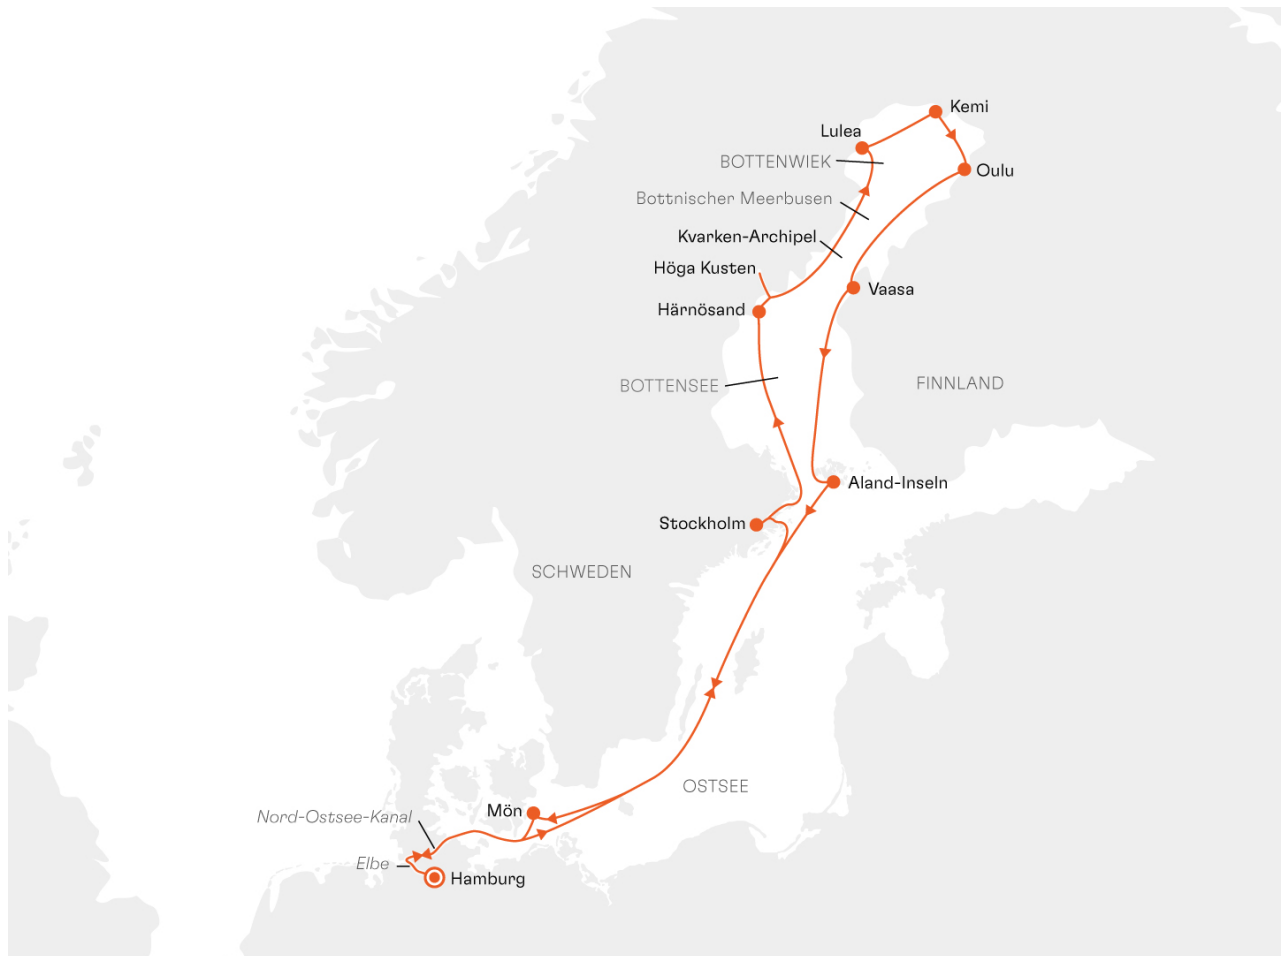 Kemi
Lulea
BOTTENWIEK
Oulu
Bottnischer Meerbusen
Kvarken-Archipel
Höga Kusten
Vaasa
Härnösand
BOTTENSEE
FINNLAND
Aland-Inseln
Stockholm
SCHWEDEN
OSTSEE
Mön
Nord-Ostsee-Kanal
Elbe
Hamburg